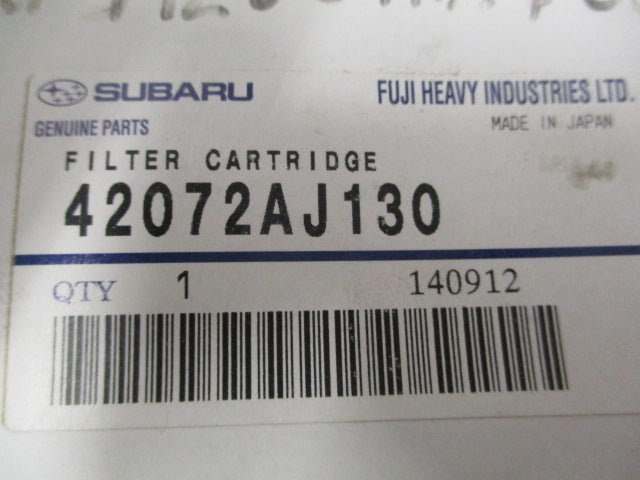 SUBARU
FUJI HEAVY INDUSTRIES LTD.
GENUINE PARTS
MADE IN JAPAN
FILTER CARTRIDGE
42072AJ130
QTY 1 140912